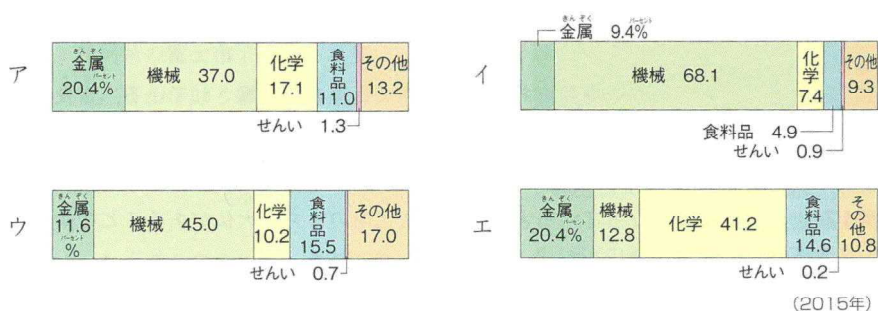 ア
きんぞく
金属
パーセント
20.4%
機械 37.0
化学
17.1
食料品
11.0
その他
13.2
せんい 1.3
イ
きんぞく
金属 9.4%
パーセント
機械 68.1
化学
7.4
その他
9.3
食料品 4.9
せんい 0.9
ウ
きんぞく
金属
11.6
パーセント
%
機械 45.0
化学
10.2
食料品
15.5
その他
17.0
せんい 0.7
エ
きんぞく
金属
パーセント
20.4%
機械
12.8
化学 41.2
食料品
14.6
その他
10.8
せんい 0.2
(2015年)